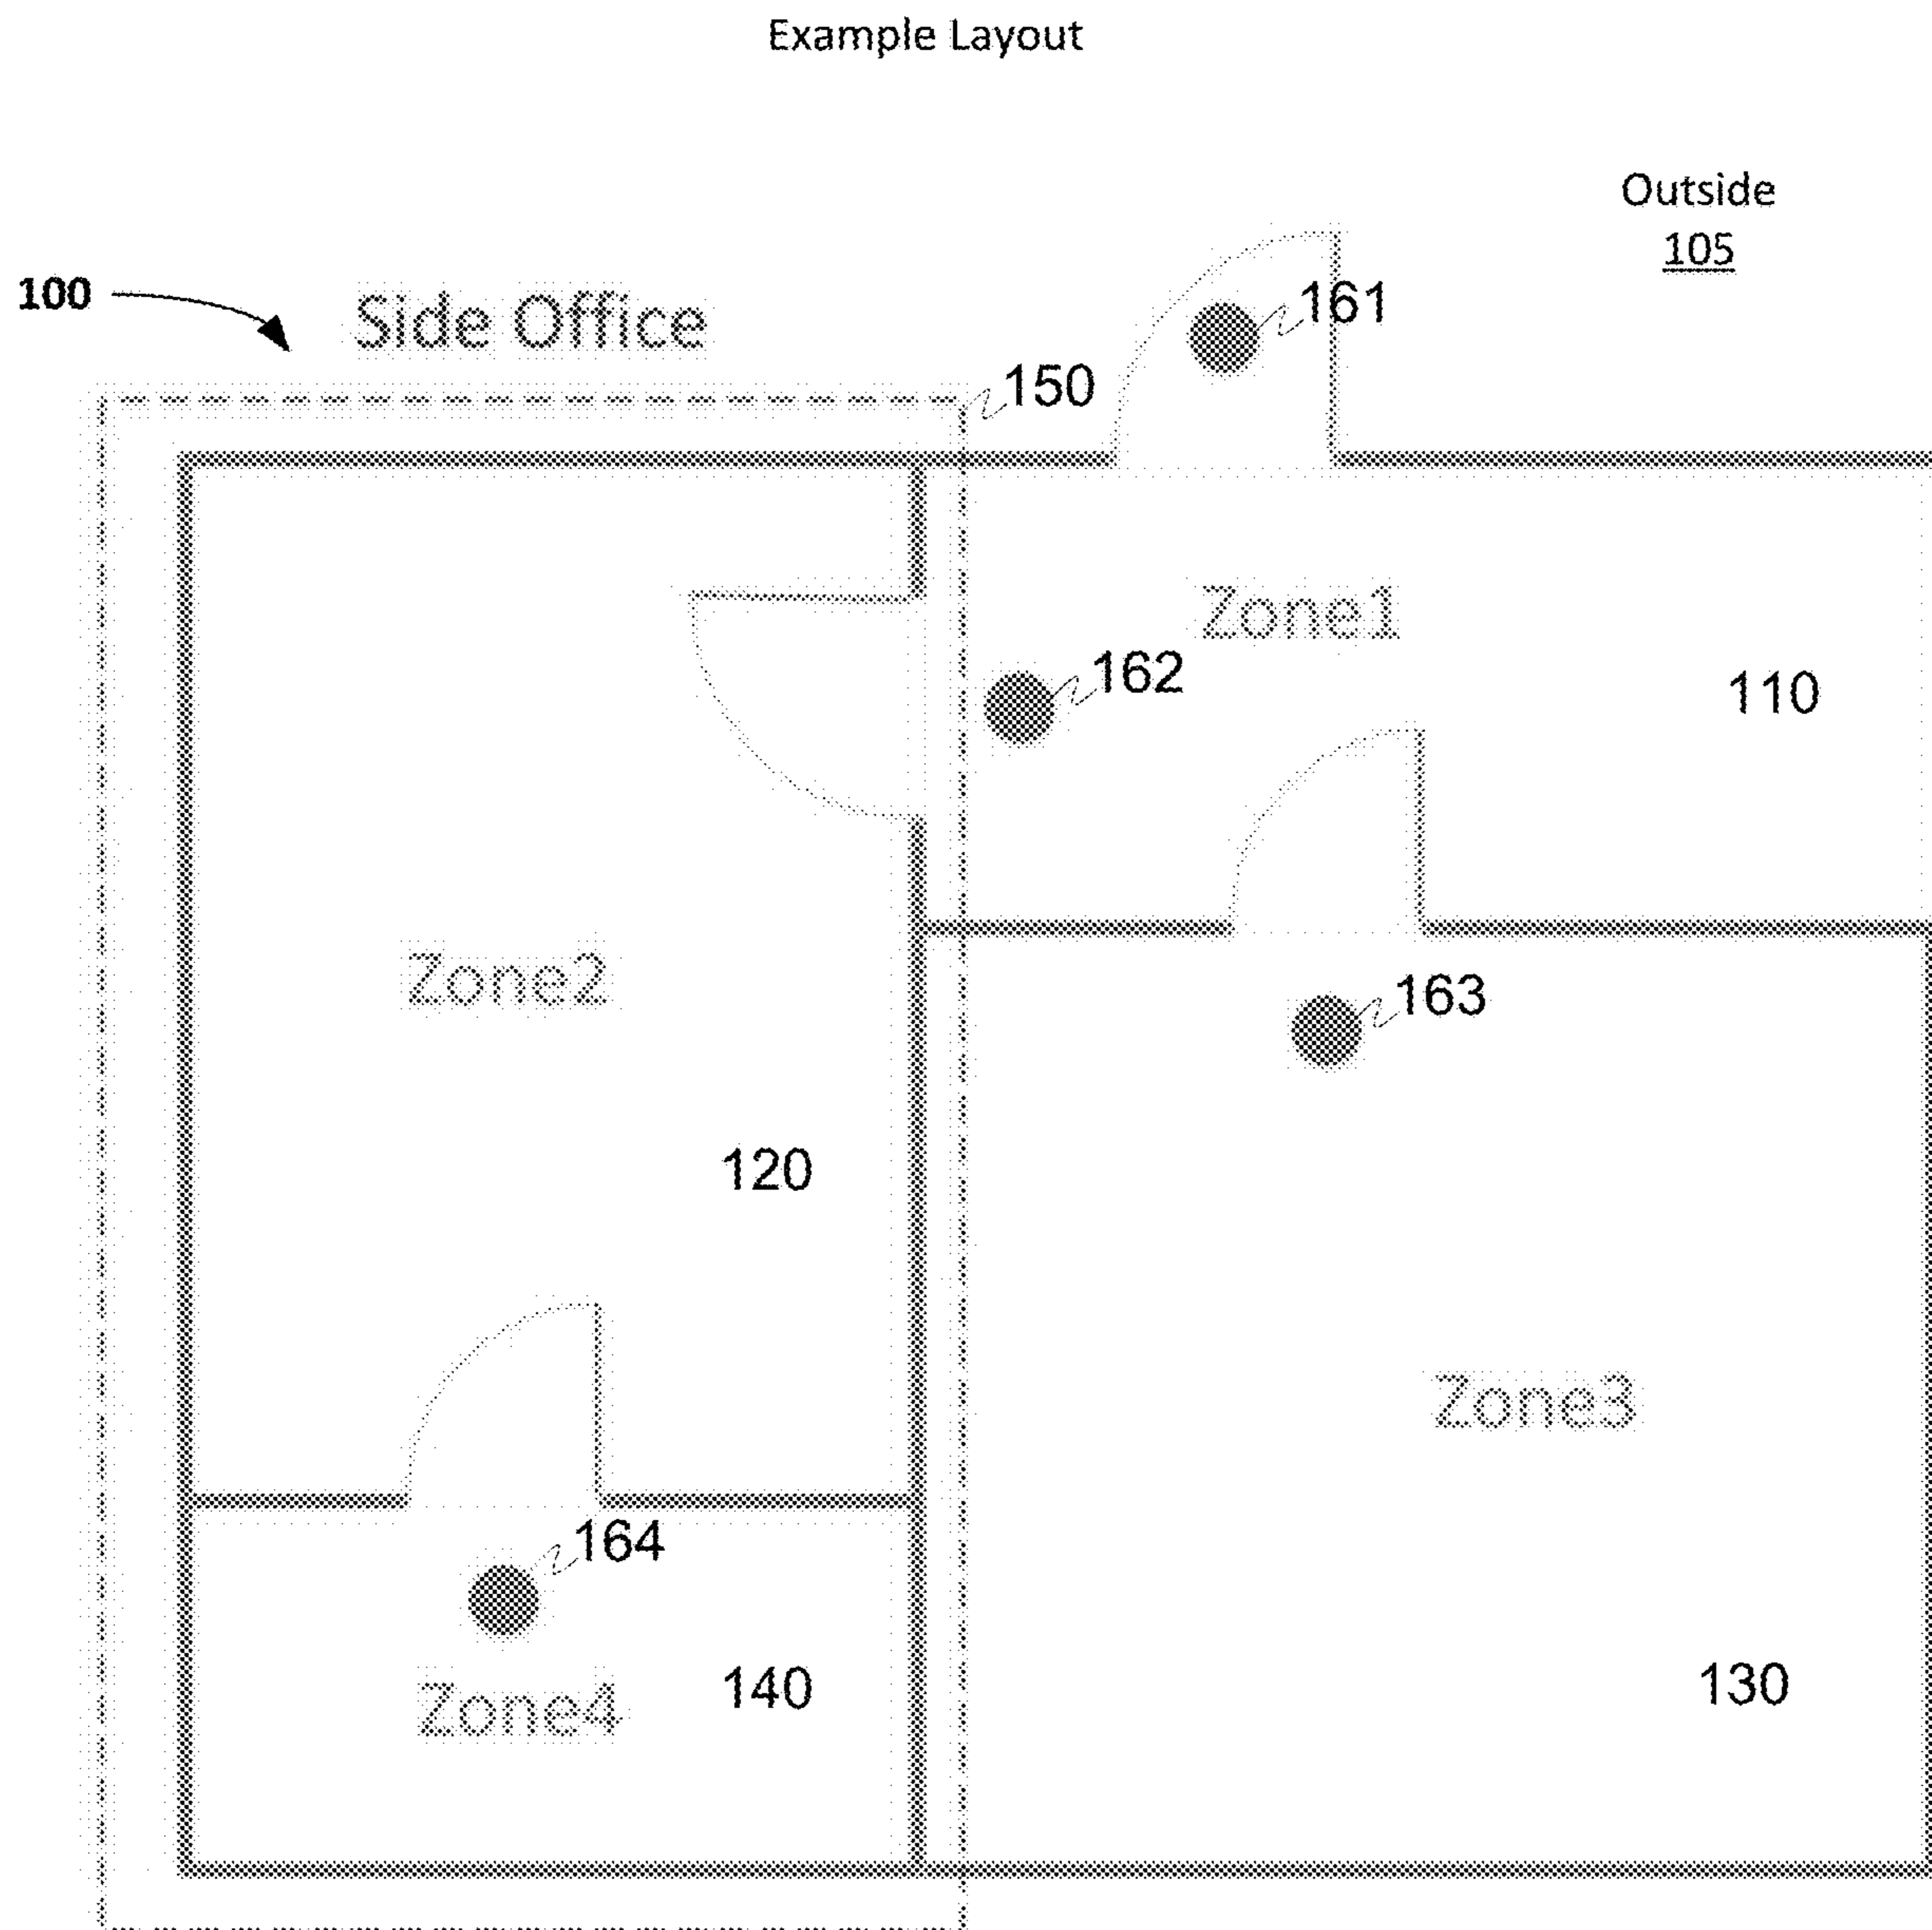 Example Layout
Outside
105
100
Side Office
161
150
Zone1
162
110
163
Zone2
120
Zone3
164
140
130
Zone4